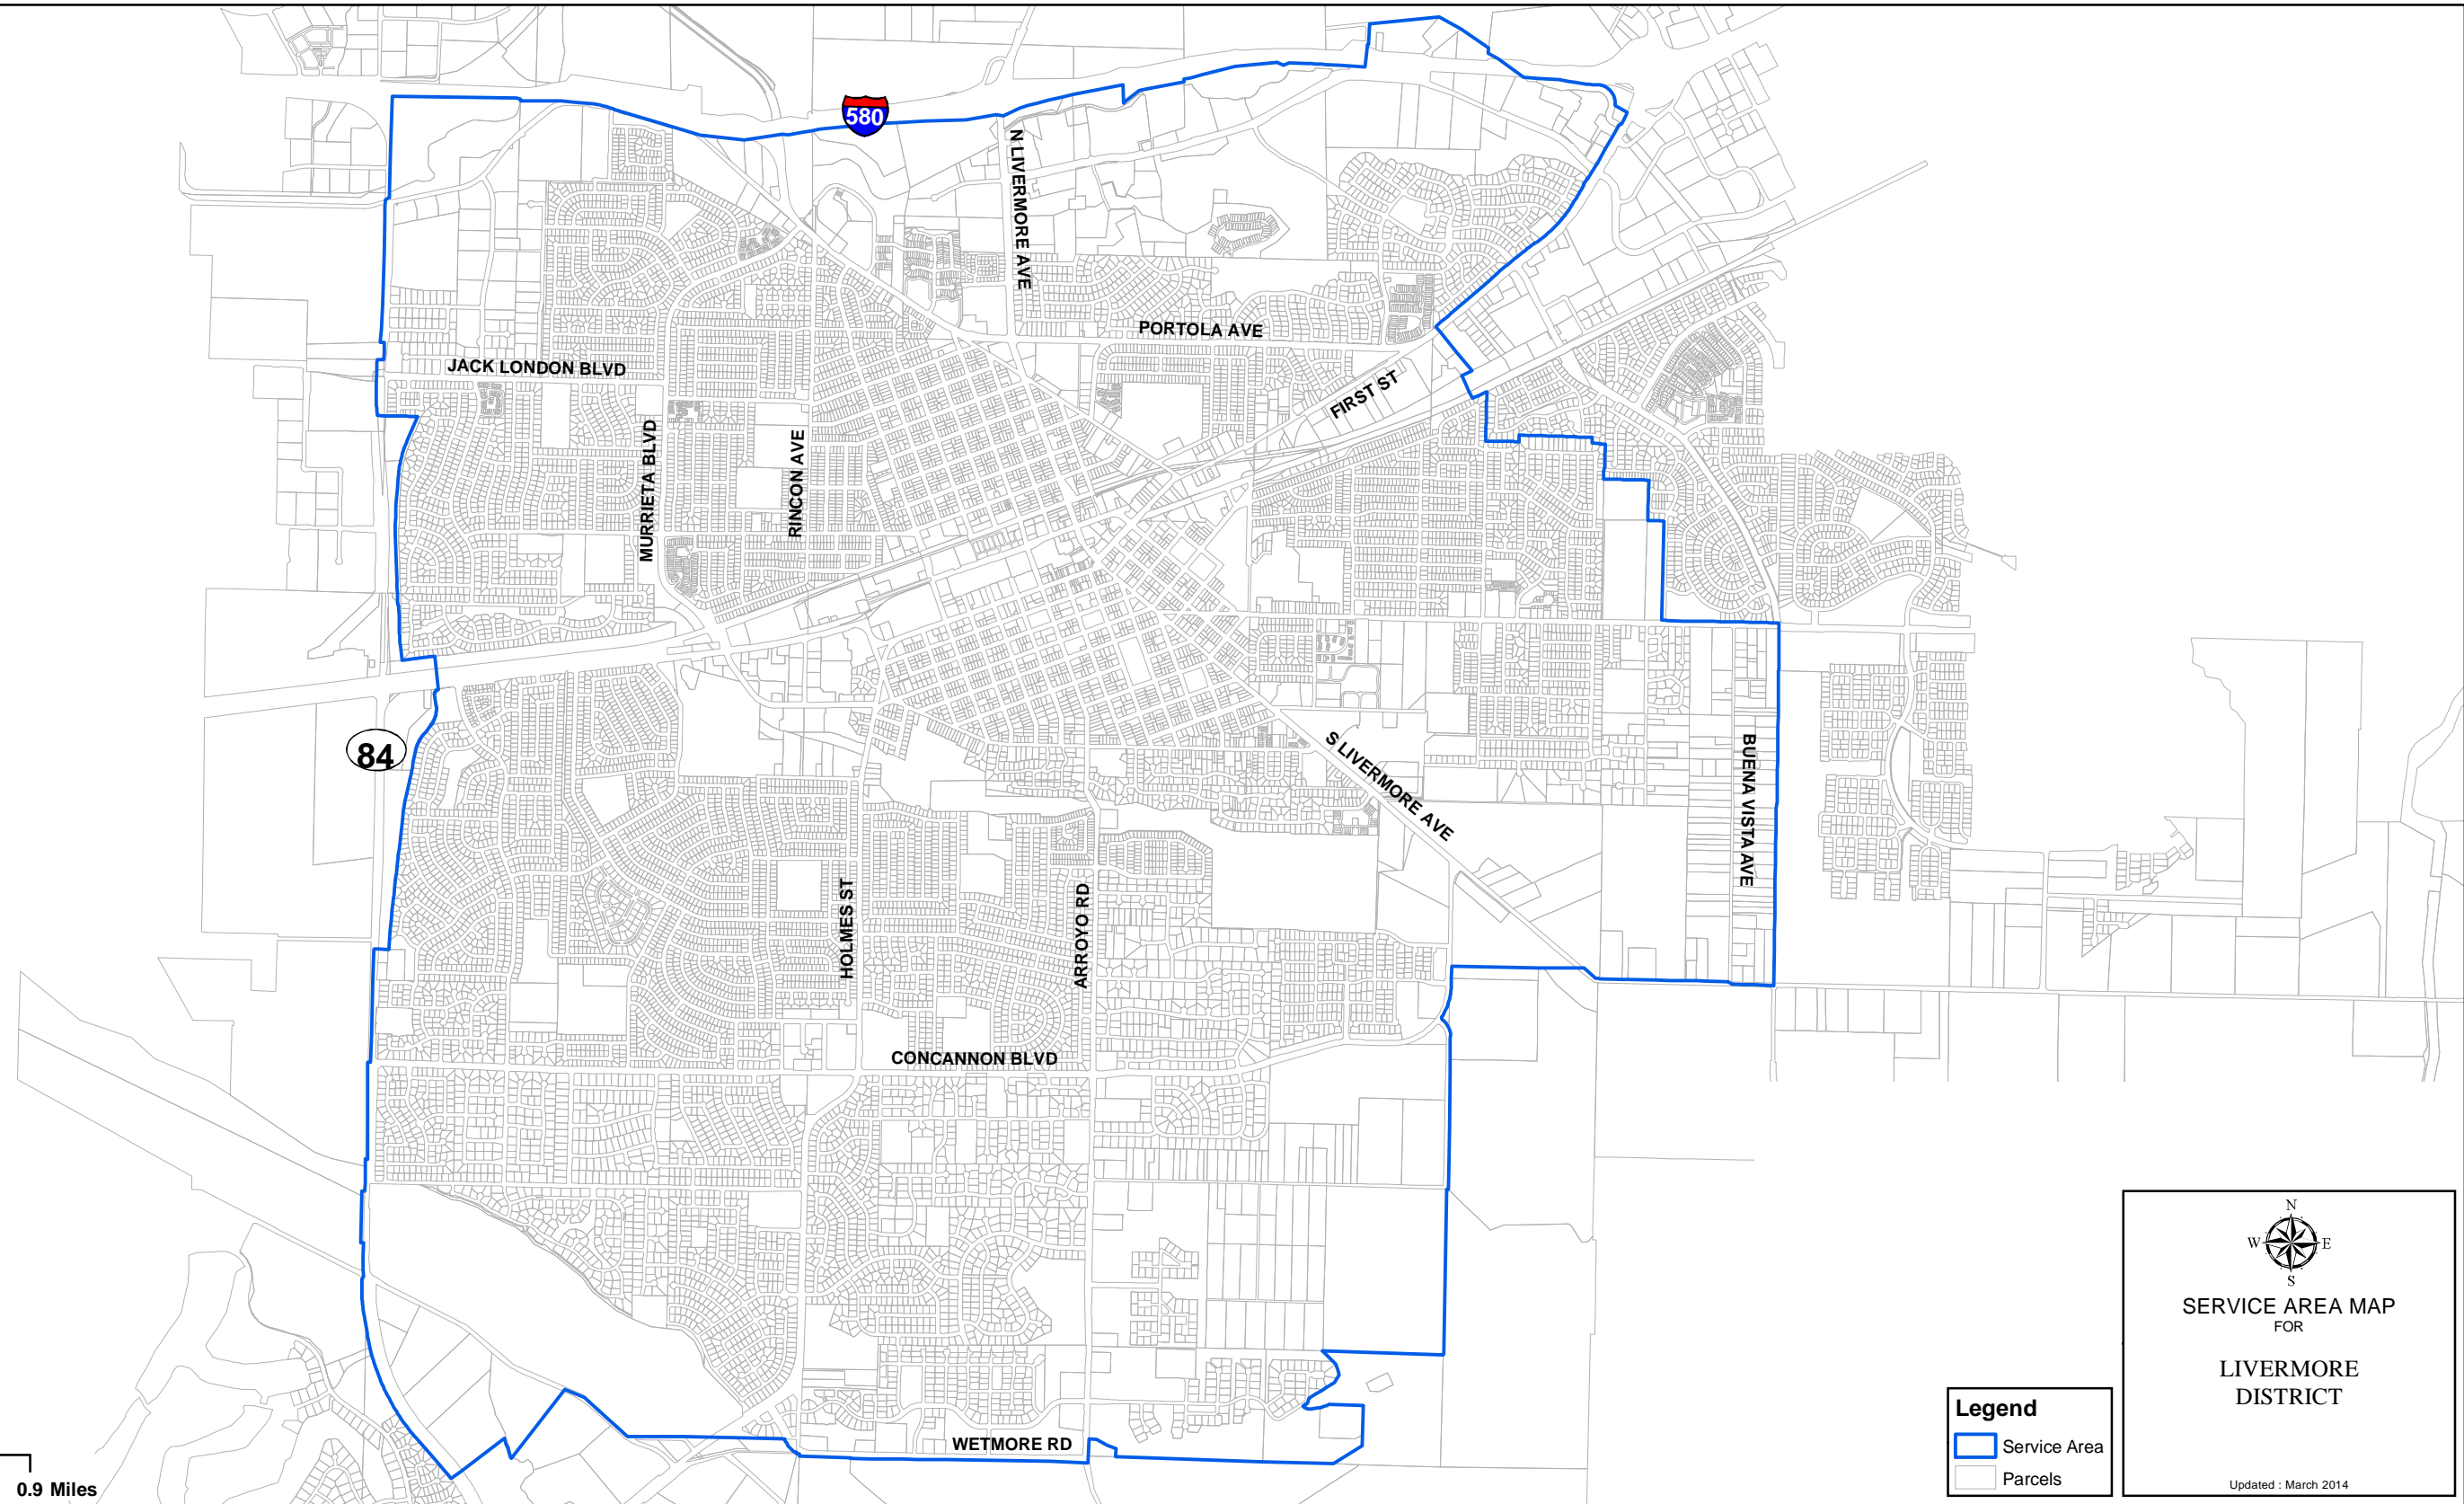 580
N LIVERMORE AVE
PORTOLA AVE
JACK LONDON BLVD
FIRST ST
MURRIETA BLVD
RINCON AVE
84
S LIVERMORE AVE
BUENA VISTA AVE
HOLMES ST
ARROYO RD
CONCANNON BLVD
WETMORE RD
0.9 Miles
Legend
Service Area
Parcels
N
W E
S
SERVICE AREA MAP
FOR
LIVERMORE
DISTRICT
Updated : March 2014